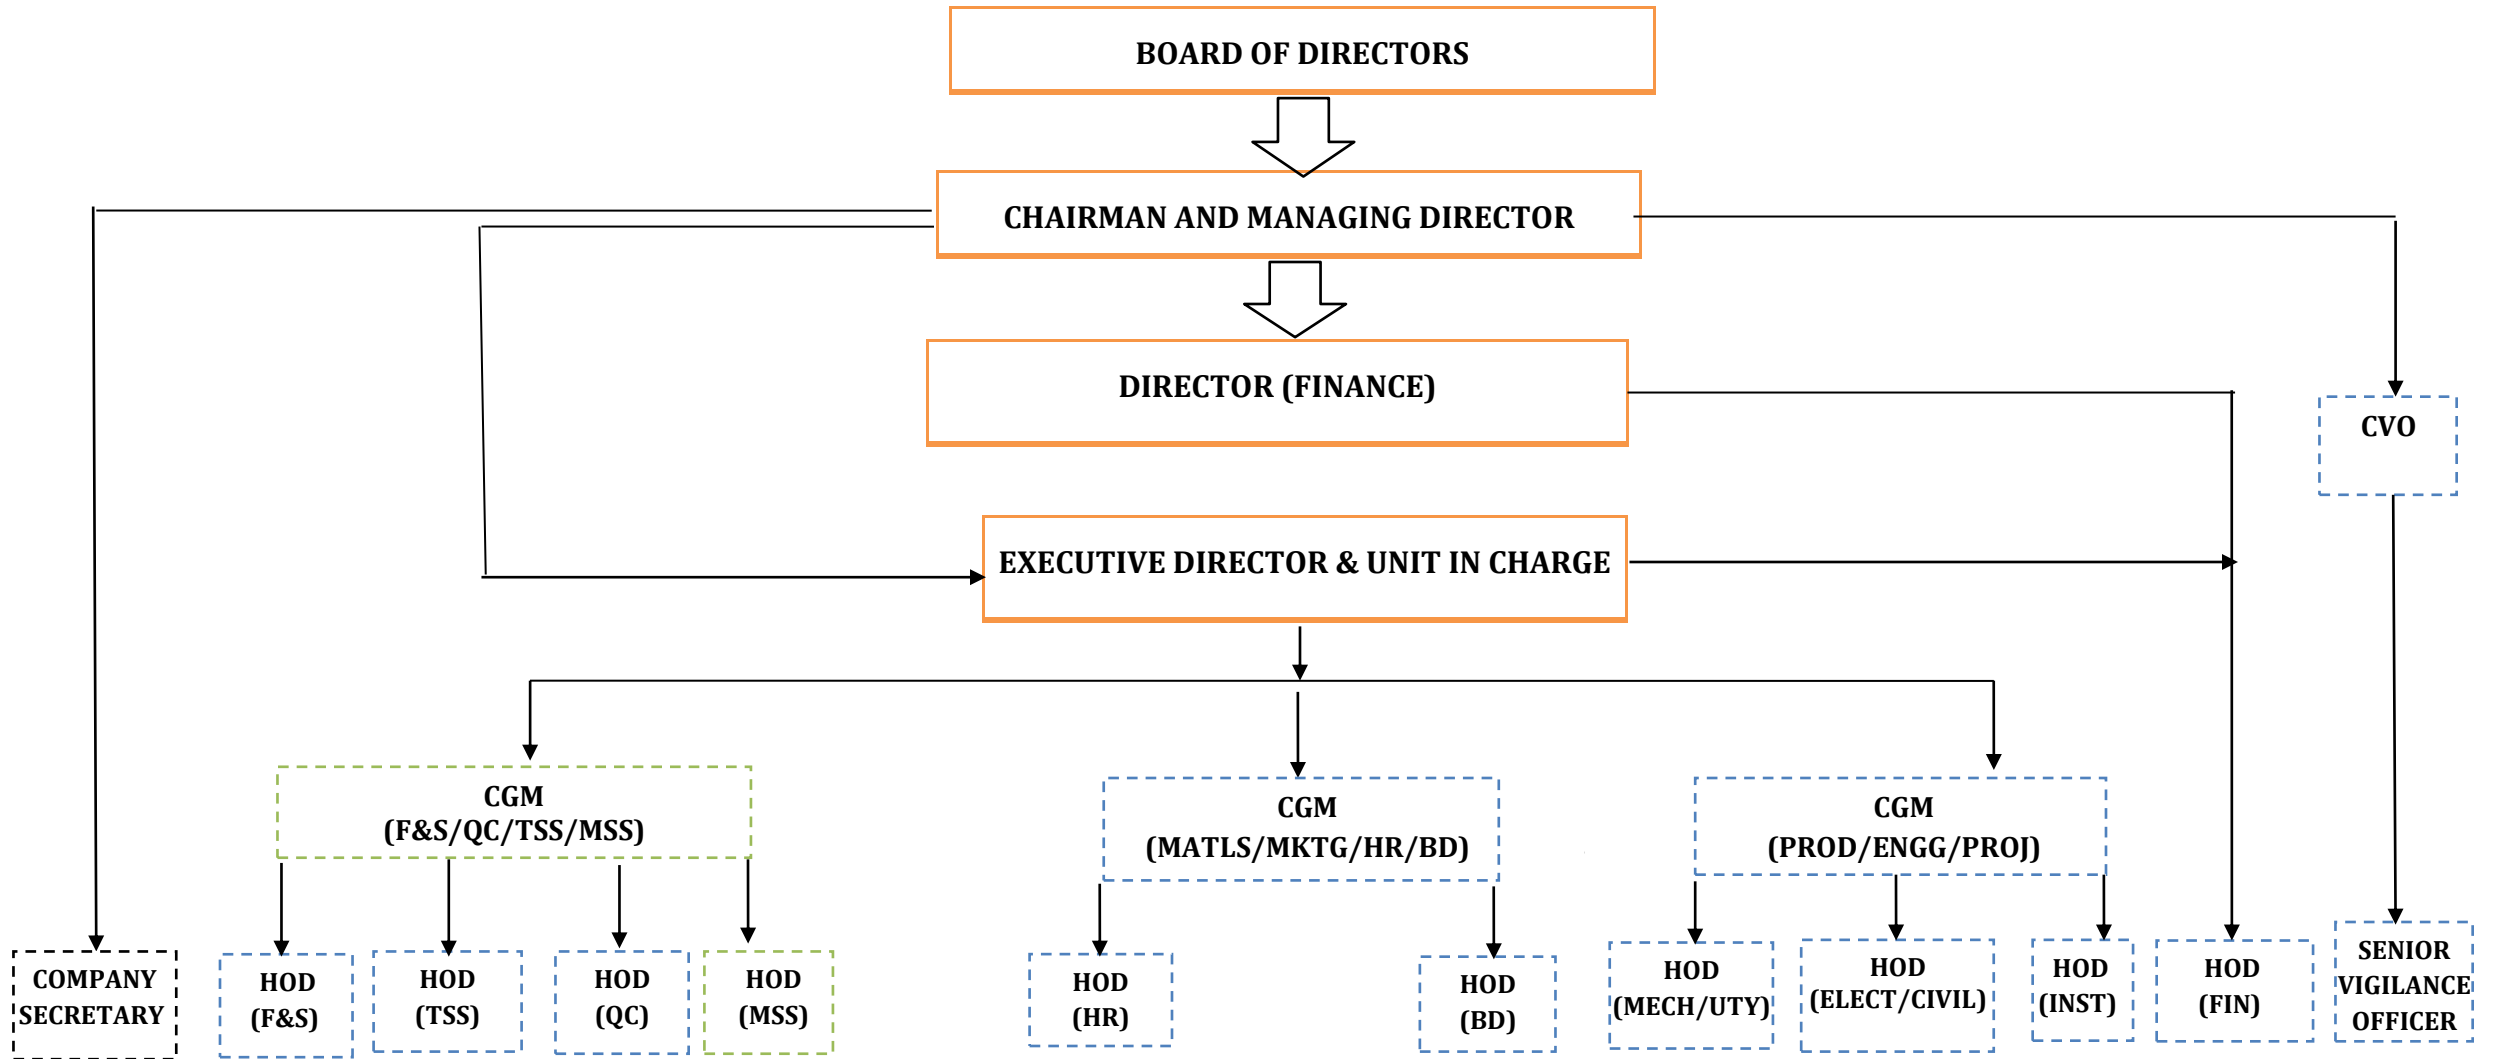 BOARD OF DIRECTORS
CHAIRMAN AND MANAGING DIRECTOR
DIRECTOR (FINANCE)
CVO
EXECUTIVE DIRECTOR & UNIT IN CHARGE
CGM
(F&S/QC/TSS/MSS)
CGM
(MATLS/MKTG/HR/BD)
CGM
(PROD/ENGG/PROJ)
COMPANY
SECRETARY
HOD
(F&S)
HOD
(TSS)
HOD
(QC)
HOD
(MSS)
HOD
(HR)
HOD
(BD)
HOD
(MECH/UTY)
HOD
(ELECT/CIVIL)
HOD
(INST)
HOD
(FIN)
SENIOR
VIGILANCE
OFFICER